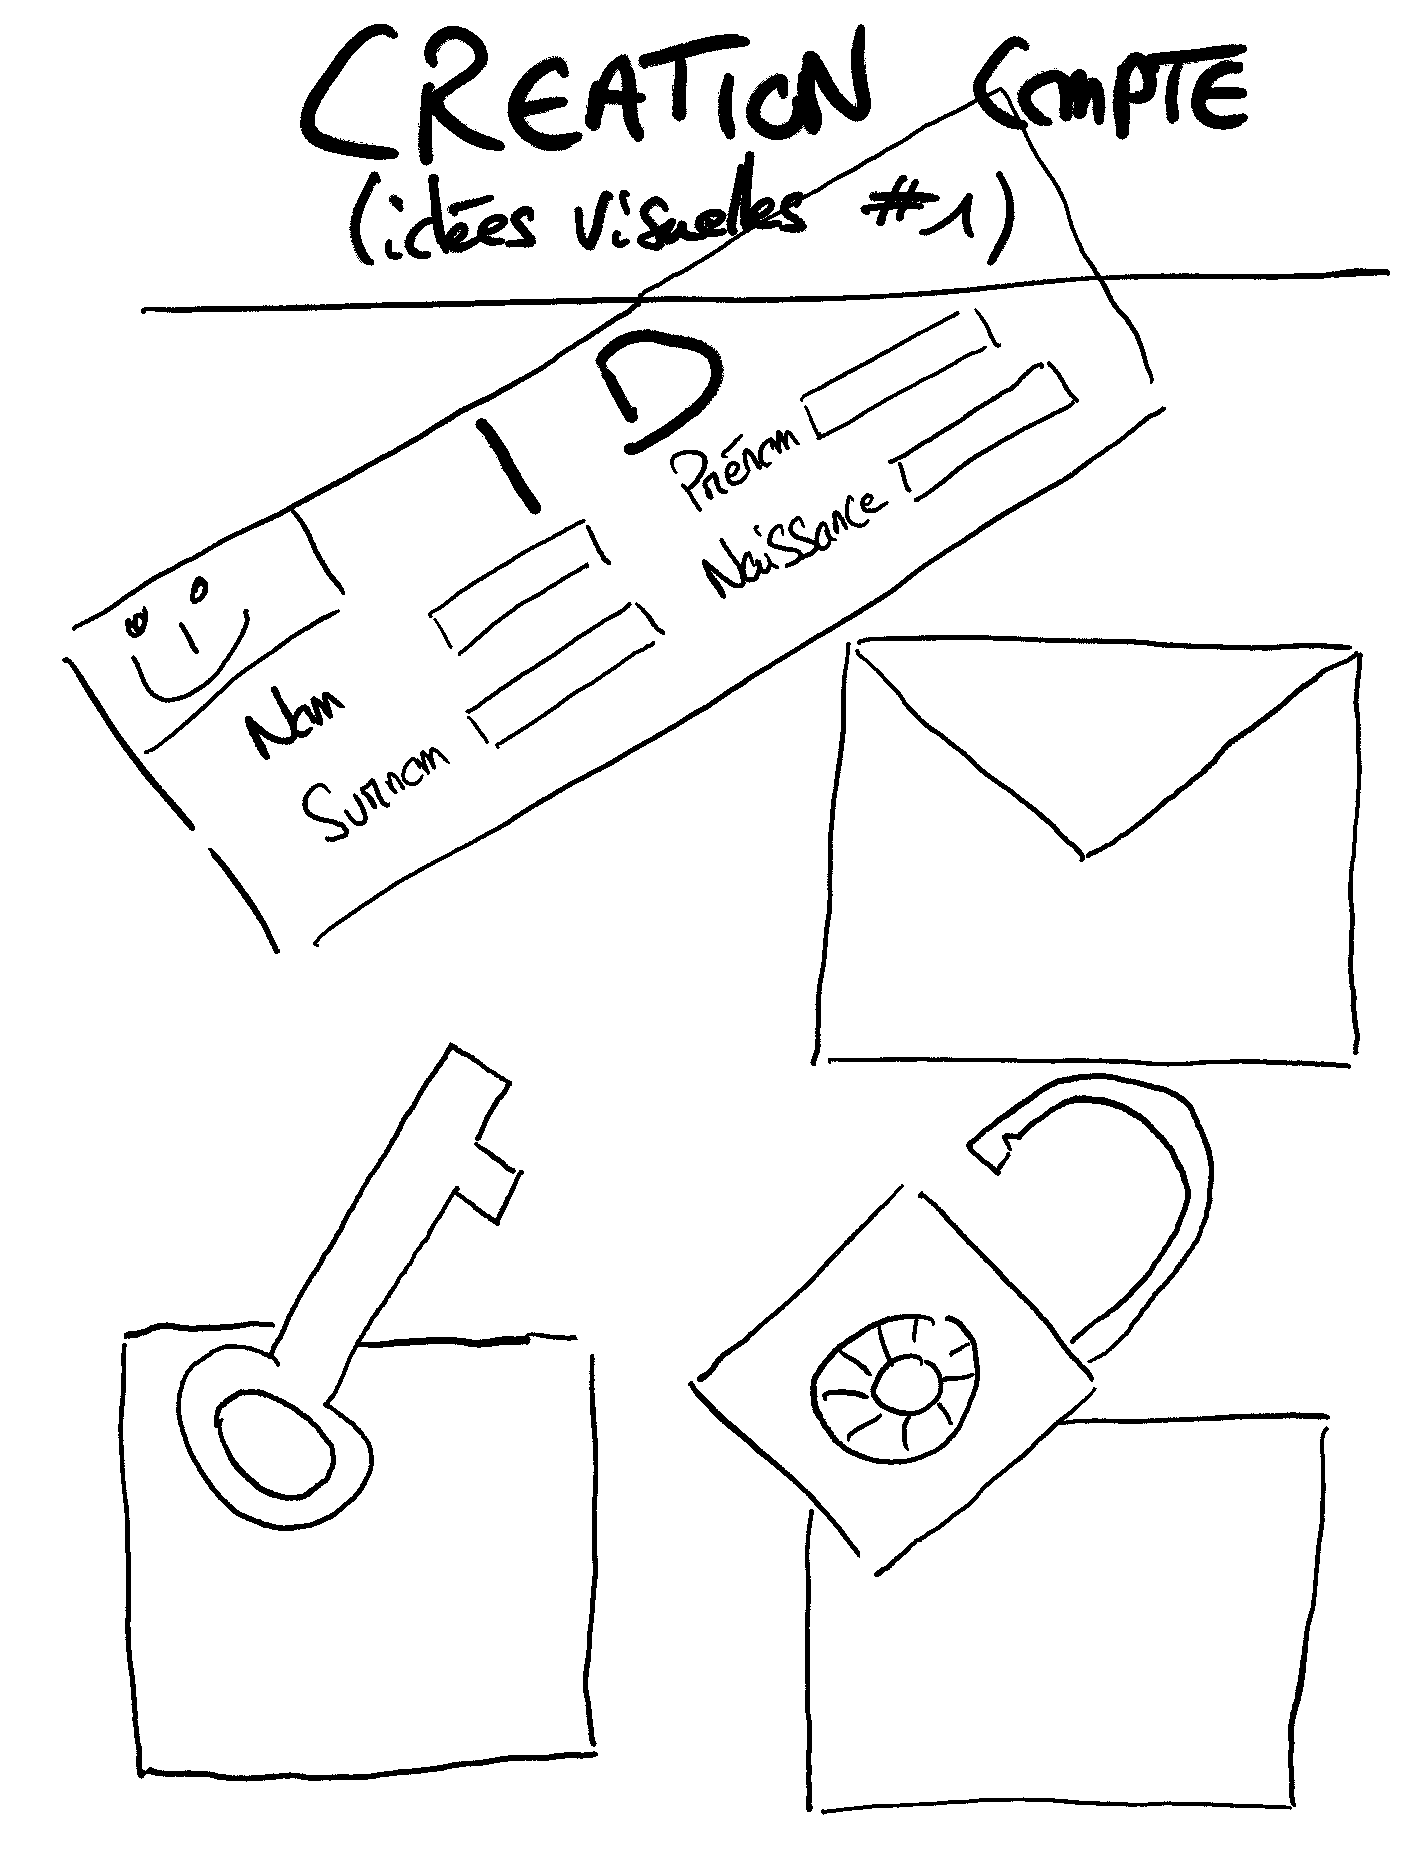 CREATION COMPTE
(idées visuelles #1)
ID
Prénom
Naissance
Nom
Surnom